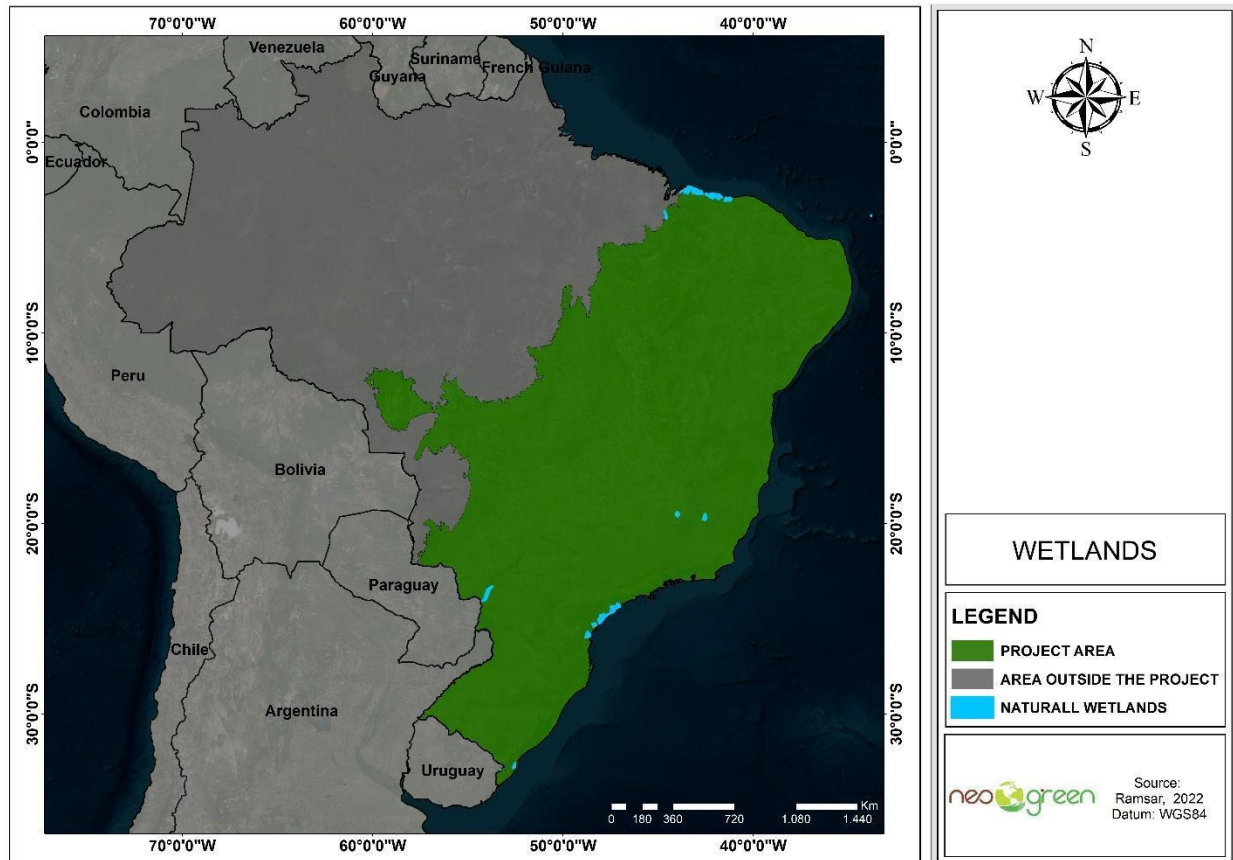 70°0'0"W 60°0'0"W 50°0'0"W 40°0'0"W
Venezuela
Suriname
Guyana
French Guiana
Colombia
Ecuador
Peru
Bolivia
Paraguay
Chile
Argentina
Uruguay
0°0'0"
10°0'0"S
20°0'0"S
30°0'0"S
0°0'0"
10°0'0"S
20°0'0"S
30°0'0"S
Km
0 180 360 720 1.080 1.440
70°0'0"W 60°0'0"W 50°0'0"W 40°0'0"W
N
W E
S
WETLANDS
LEGEND
PROJECT AREA
AREA OUTSIDE THE PROJECT
NATURALL WETLANDS
neo green
Source:
Ramsar, 2022
Datum: WGS84